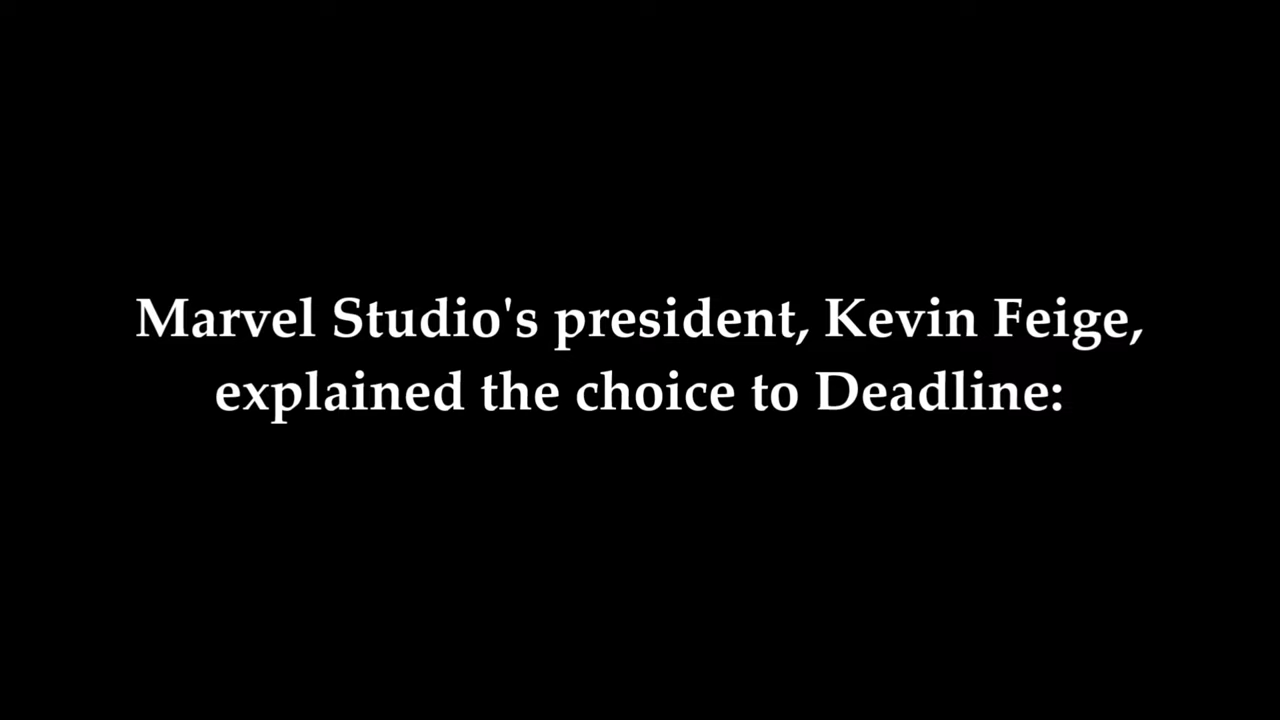 Marvel Studio's president, Kevin Feige,
explained the choice to Deadline: